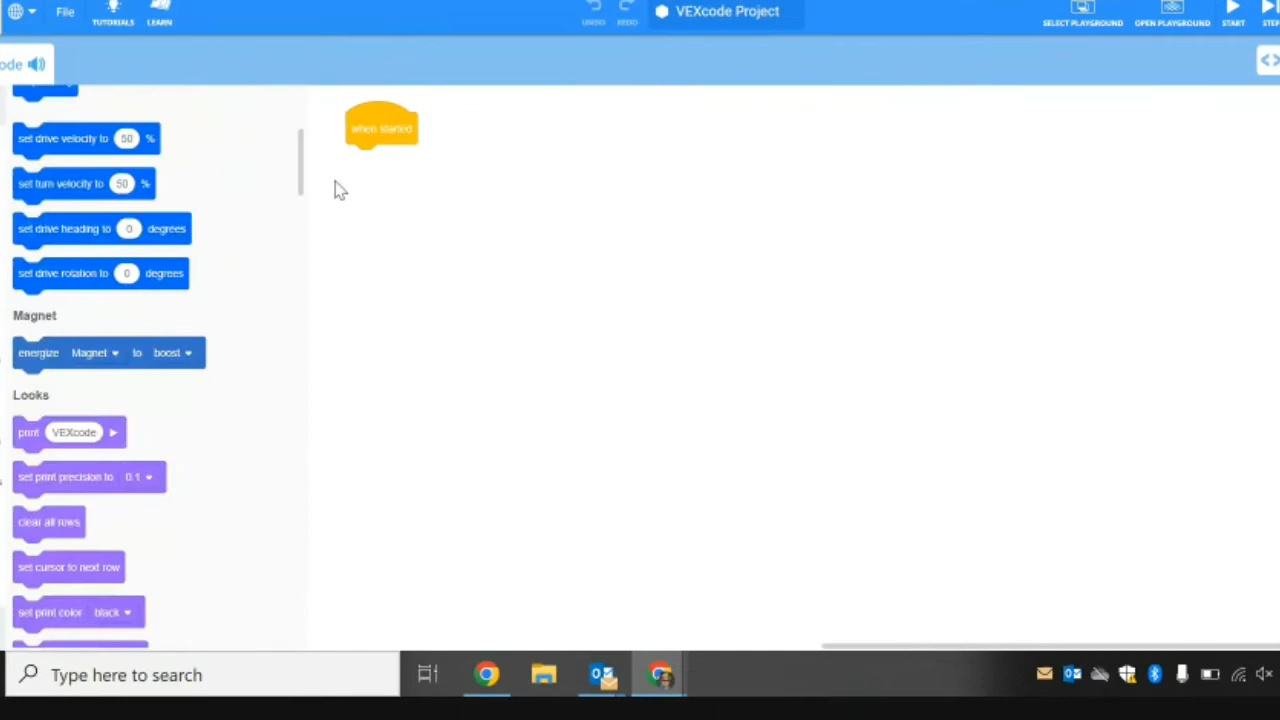 File
TUTORIALS
LEARN
UNDO
REDO
VEXcode Project
SELECT PLAYGROUND
OPEN PLAYGROUND
START
STEP
ode
when started
set drive velocity to 50 %
set turn velocity to 50 %
set drive heading to 0 degrees
set drive rotation to 0 degrees
Magnet
energize Magnet to boost
Looks
print VEXcode
set print precision to 0.1
clear all rows
set cursor to next row
set print color black
Type here to search